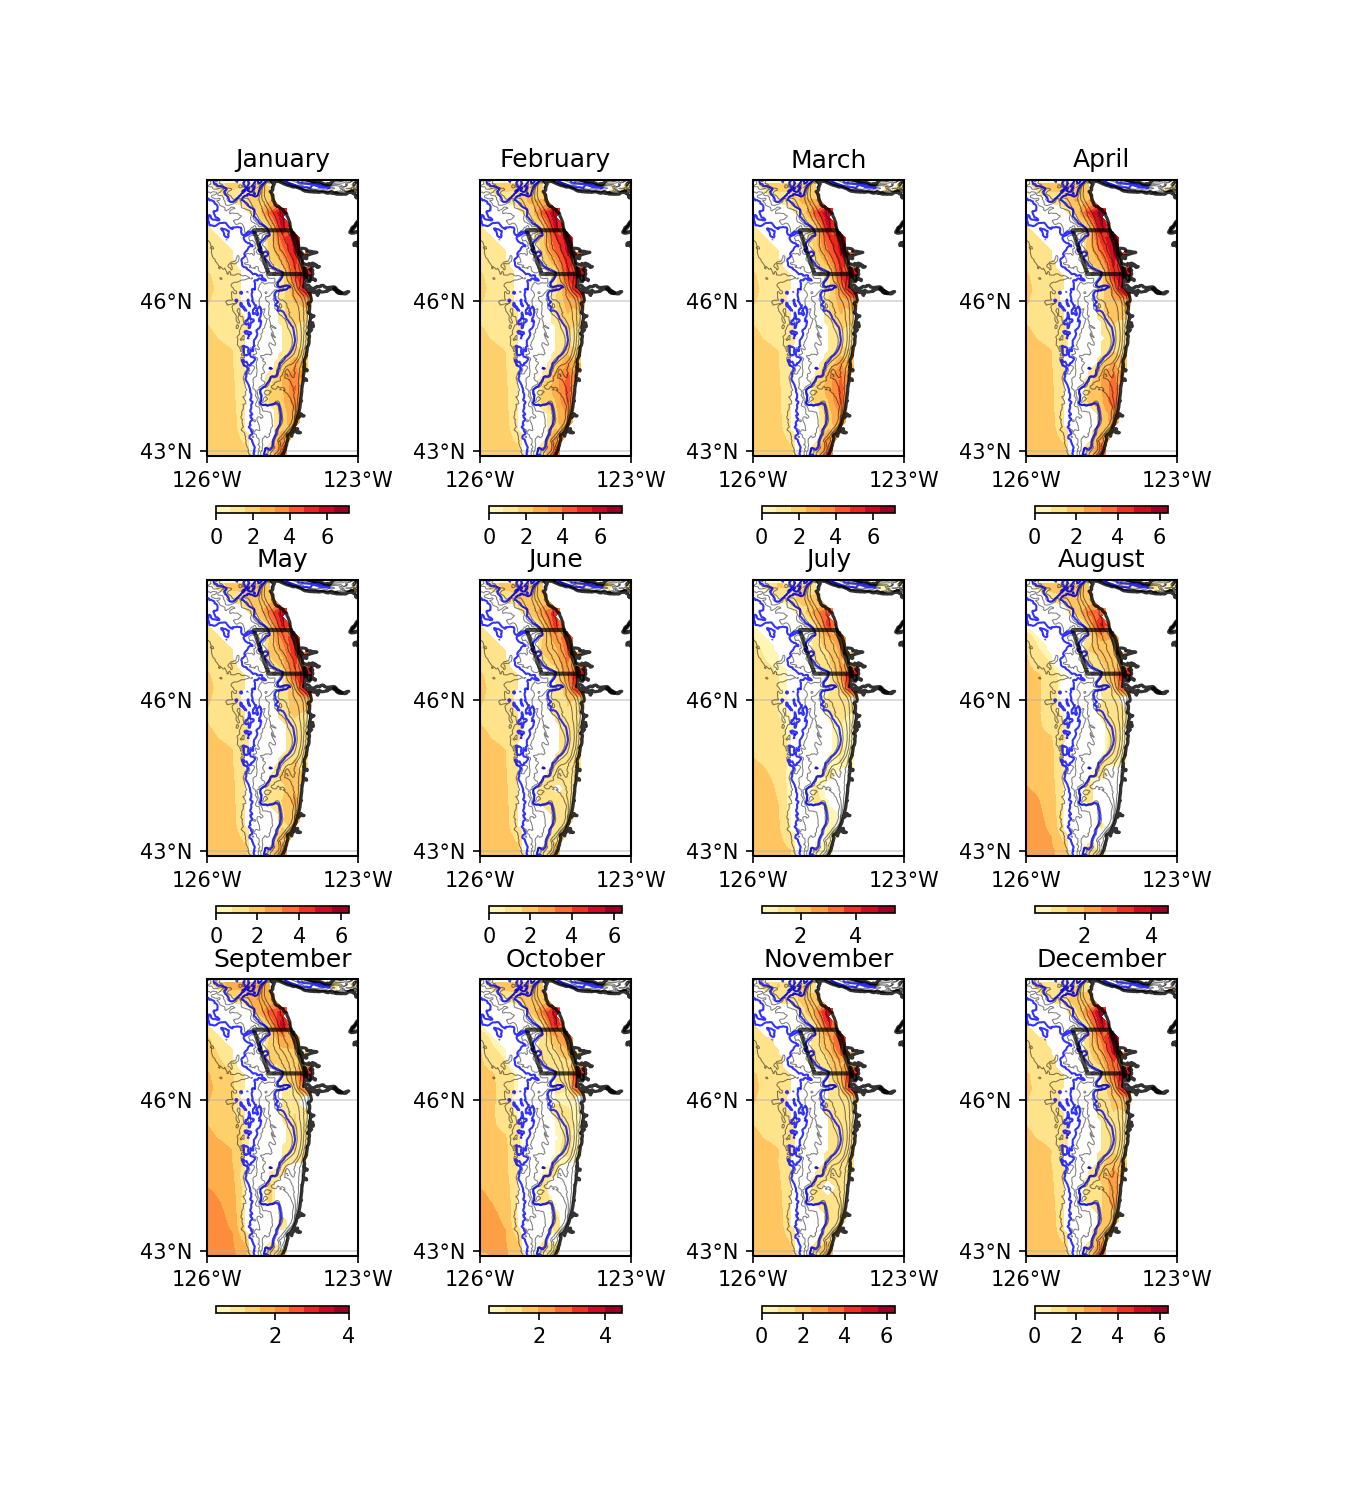 January February March April
46°N 46°N 46°N 46°N
43°N 43°N 43°N 43°N
126°W 123°W 126°W 123°W 126°W 123°W 126°W 123°W
0 2 4 6 0 2 4 6 0 2 4 6 0 2 4 6
May June July August
46°N 46°N 46°N 46°N
43°N 43°N 43°N 43°N
126°W 123°W 126°W 123°W 126°W 123°W 126°W 123°W
0 2 4 6 0 2 4 6 2 4 2 4
September October November December
46°N 46°N 46°N 46°N
43°N 43°N 43°N 43°N
126°W 123°W 126°W 123°W 126°W 123°W 126°W 123°W
2 4 2 4 0 2 4 6 0 2 4 6